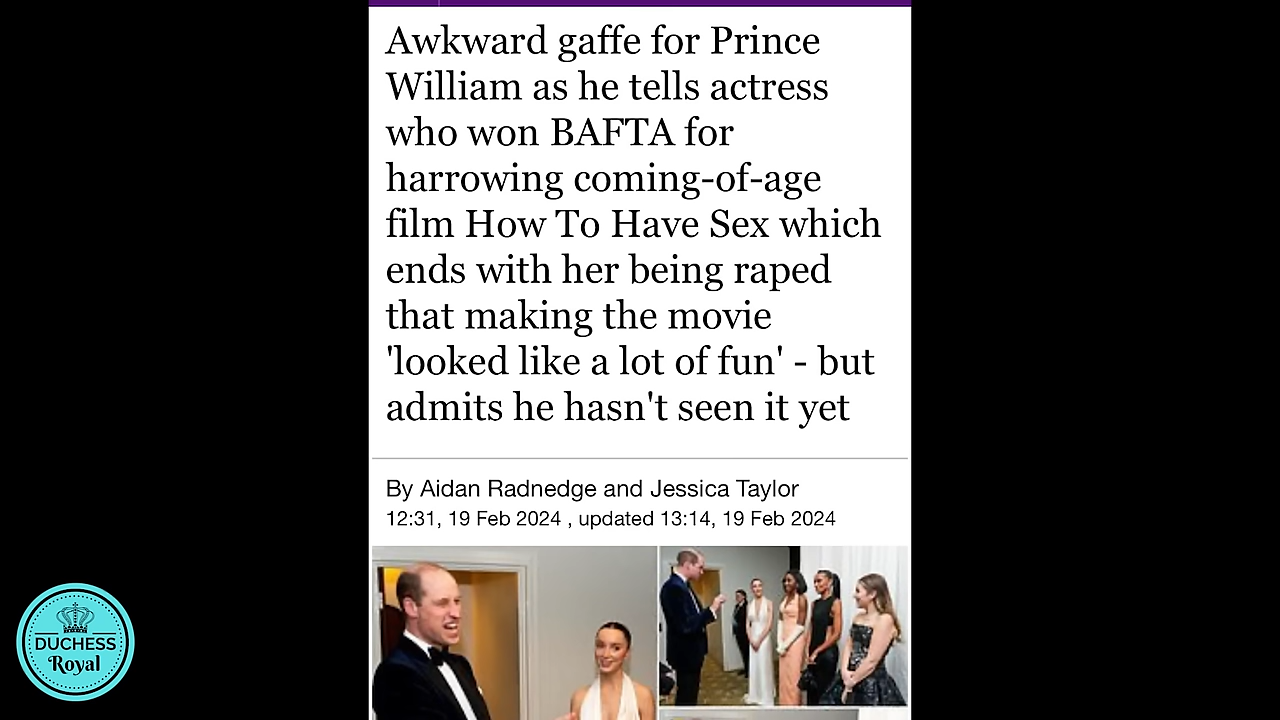 Awkward gaffe for Prince
William as he tells actress
who won BAFTA for
harrowing coming-of-age
film How To Have Sex which
ends with her being raped
that making the movie
'looked like a lot of fun' - but
admits he hasn't seen it yet
By Aidan Radnedge and Jessica Taylor
12:31, 19 Feb 2024 , updated 13:14, 19 Feb 2024
DUCHESS
Royal